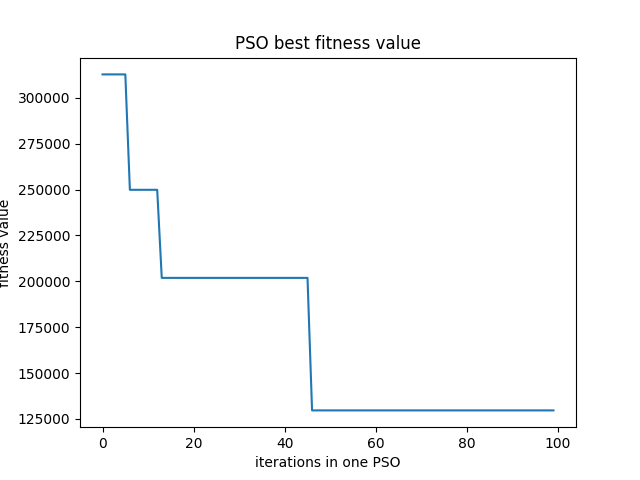 PSO best fitness value
300000
275000
250000
225000
200000
175000
150000
125000
fitness value
0 20 40 60 80 100
iterations in one PSO